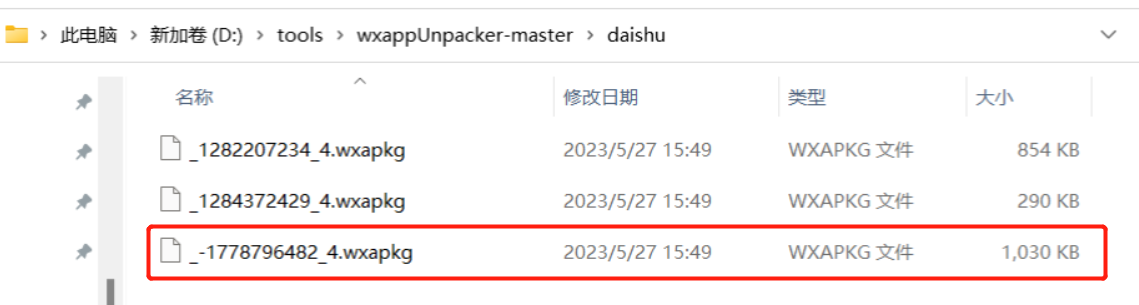 此电脑 > 新加卷 (D:) > tools > wxappUnpacker-master > daishu
名称 修改日期 类型 大小
_1282207234_4.wxapkg 2023/5/27 15:49 WXAPKG 文件 854 KB
_1284372429_4.wxapkg 2023/5/27 15:49 WXAPKG 文件 290 KB
_-1778796482_4.wxapkg 2023/5/27 15:49 WXAPKG 文件 1,030 KB